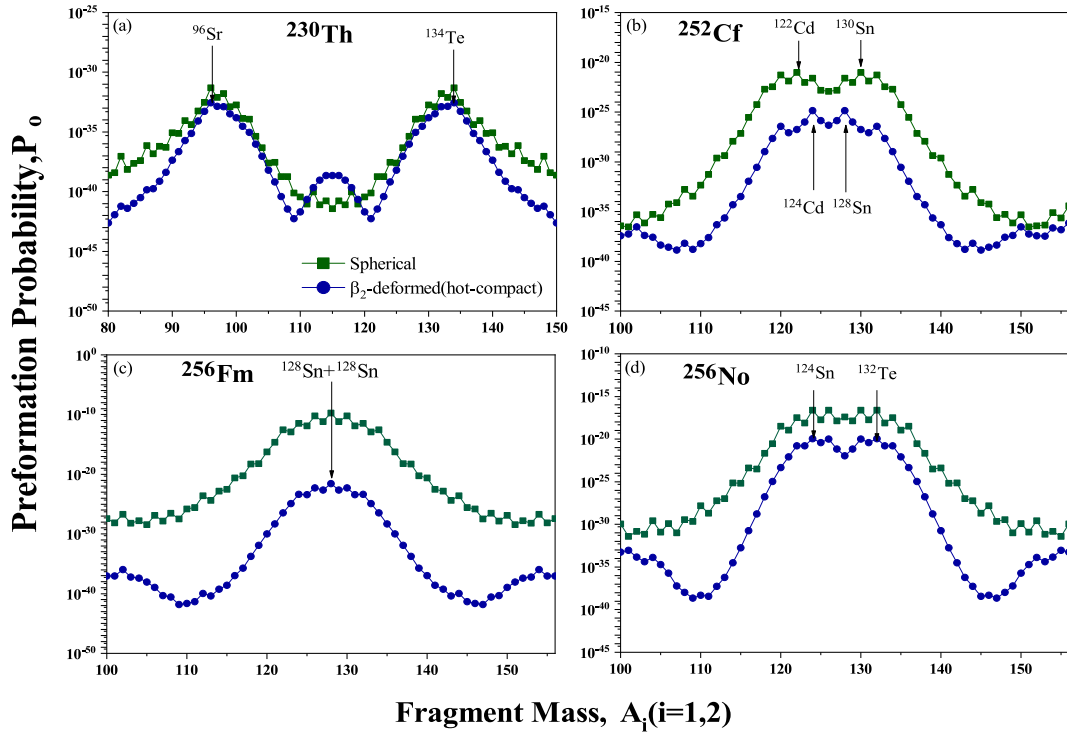 Preformation Probability,P_o
(a)
²³⁰Th
⁹⁶Sr
¹³⁴Te
10⁻²⁵
10⁻³⁰
10⁻³⁵
10⁻⁴⁰
10⁻⁴⁵
10⁻⁵⁰
Spherical
β₂-deformed(hot-compact)
80 90 100 110 120 130 140 150
(b)
²⁵²Cf
¹²²Cd
¹³⁰Sn
¹²⁴Cd
¹²⁸Sn
10⁻¹⁵
10⁻²⁰
10⁻²⁵
10⁻³⁰
10⁻³⁵
10⁻⁴⁰
10⁻⁴⁵
100 110 120 130 140 150
(c)
²⁵⁶Fm
¹²⁸Sn+¹²⁸Sn
10⁰
10⁻¹⁰
10⁻²⁰
10⁻³⁰
10⁻⁴⁰
10⁻⁵⁰
100 110 120 130 140 150
(d)
²⁵⁶No
¹²⁴Sn
¹³²Te
10⁻¹⁰
10⁻¹⁵
10⁻²⁰
10⁻²⁵
10⁻³⁰
10⁻³⁵
10⁻⁴⁰
10⁻⁴⁵
100 110 120 130 140 150
Fragment Mass, A_i(i=1,2)